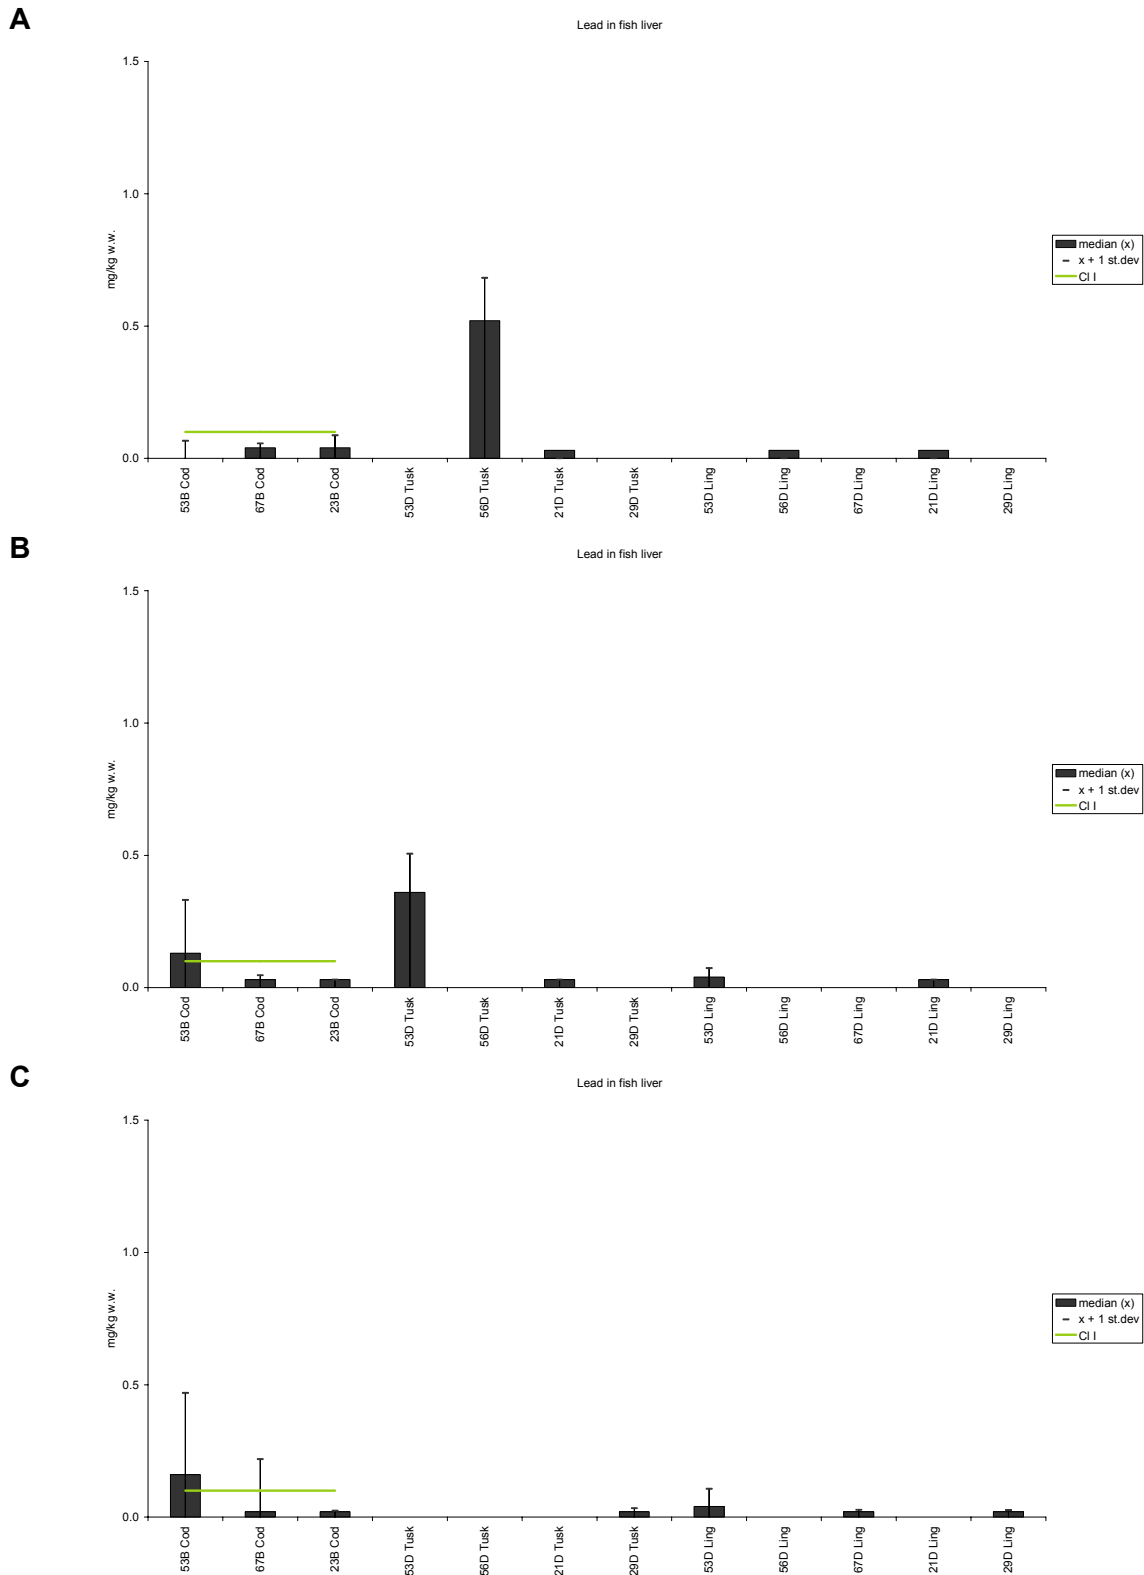 A
Lead in fish liver
1.5
1.0
0.5
0.0
mg/kg w.w.
53B Cod
67B Cod
23B Cod
53D Tusk
56D Tusk
21D Tusk
29D Tusk
53D Ling
56D Ling
67D Ling
21D Ling
29D Ling
median (x)
x + 1 st.dev
Cl I
B
Lead in fish liver
1.5
1.0
0.5
0.0
mg/kg w.w.
53B Cod
67B Cod
23B Cod
53D Tusk
56D Tusk
21D Tusk
29D Tusk
53D Ling
56D Ling
67D Ling
21D Ling
29D Ling
median (x)
x + 1 st.dev
Cl I
C
Lead in fish liver
1.5
1.0
0.5
0.0
mg/kg w.w.
53B Cod
67B Cod
23B Cod
53D Tusk
56D Tusk
21D Tusk
29D Tusk
53D Ling
56D Ling
67D Ling
21D Ling
29D Ling
median (x)
x + 1 st.dev
Cl I